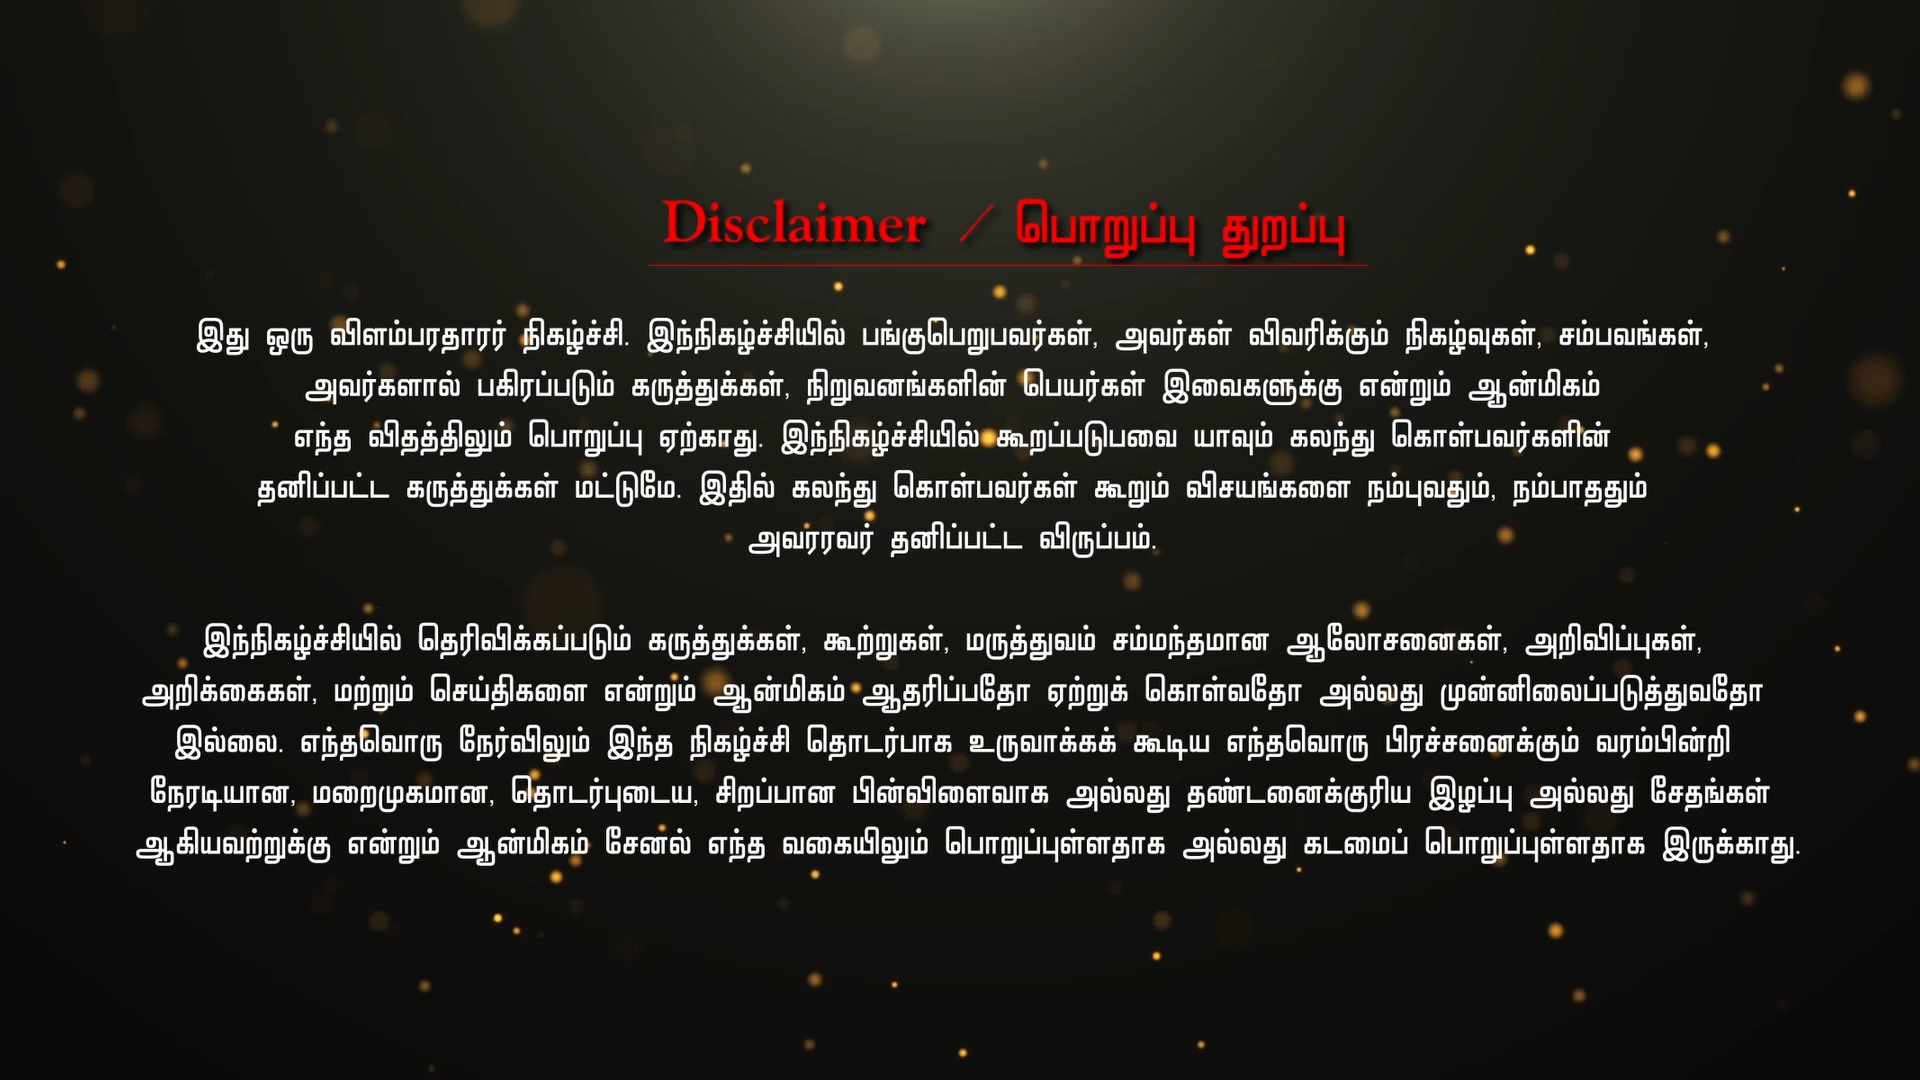 Disclaimer / பொறுப்பு துறப்பு
இது ஒரு விளம்பரதாரர் நிகழ்ச்சி. இந்நிகழ்ச்சியில் பங்குபெறுபவர்கள், அவர்கள் விவரிக்கும் நிகழ்வுகள், சம்பவங்கள்,
அவர்களால் பகிரப்படும் கருத்துக்கள், நிறுவனங்களின் பெயர்கள் இவைகளுக்கு என்றும் ஆன்மிகம்
எந்த விதத்திலும் பொறுப்பு ஏற்காது. இந்நிகழ்ச்சியில் கூறப்படுபவை யாவும் கலந்து கொள்பவர்களின்
தனிப்பட்ட கருத்துக்கள் மட்டுமே. இதில் கலந்து கொள்பவர்கள் கூறும் விசயங்களை நம்புவதும், நம்பாததும்
அவரரவர் தனிப்பட்ட விருப்பம்.
இந்நிகழ்ச்சியில் தெரிவிக்கப்படும் கருத்துக்கள், கூற்றுகள், மருத்துவம் சம்மந்தமான ஆலோசனைகள், அறிவிப்புகள்,
அறிக்கைகள், மற்றும் செய்திகளை என்றும் ஆன்மிகம் ஆதரிப்பதோ ஏற்றுக் கொள்வதோ அல்லது முன்னிலைப்படுத்துவதோ
இல்லை. எந்தவொரு நேர்விலும் இந்த நிகழ்ச்சி தொடர்பாக உருவாக்கக் கூடிய எந்தவொரு பிரச்சனைக்கும் வரம்பின்றி
நேரடியான, மறைமுகமான, தொடர்புடைய, சிறப்பான பின்விளைவாக அல்லது தண்டனைக்குரிய இழப்பு அல்லது சேதங்கள்
ஆகியவற்றுக்கு என்றும் ஆன்மிகம் சேனல் எந்த வகையிலும் பொறுப்புள்ளதாக அல்லது கடமைப் பொறுப்புள்ளதாக இருக்காது.